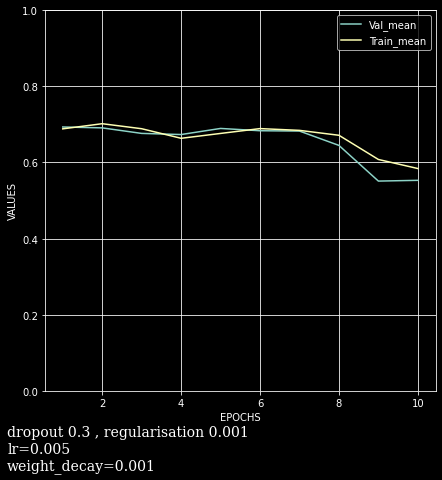 1.0
Val_mean
Train_mean
0.8
0.6
VALUES
0.4
0.2
0.0
2 4 6 8 10
EPOCHS
dropout 0.3 , regularisation 0.001
lr=0.005
weight_decay=0.001